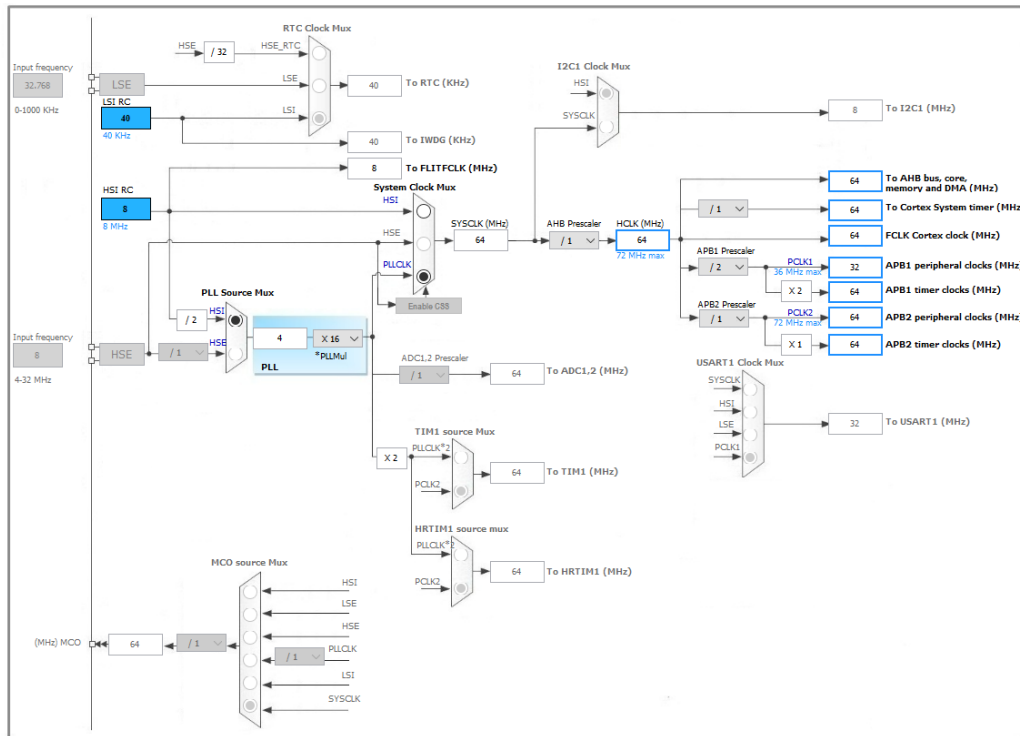 RTC Clock Mux
HSE
/ 32
HSE_RTC
Input frequency
32.768
0-1000 KHz
LSE
LSE
40
To RTC (KHz)
LSI RC
40
40 KHz
LSI
40
To IWDG (KHz)
I2C1 Clock Mux
HSI
SYSCLK
8
To I2C1 (MHz)
8
To FLITFCLK (MHz)
HSI RC
8
8 MHz
System Clock Mux
HSI
HSE
PLLCLK
Enable CSS
SYSCLK (MHz)
64
AHB Prescaler
/ 1
HCLK (MHz)
64
72 MHz max
64
To AHB bus, core,
memory and DMA (MHz)
/ 1
64
To Cortex System timer (MHz)
64
FCLK Cortex clock (MHz)
APB1 Prescaler
/ 2
PCLK1
36 MHz max
32
APB1 peripheral clocks (MHz)
X 2
64
APB1 timer clocks (MHz)
APB2 Prescaler
/ 1
PCLK2
72 MHz max
64
APB2 peripheral clocks (MHz)
X 1
64
APB2 timer clocks (MHz)
PLL Source Mux
/ 2
HSI
HSE
Input frequency
8
4-32 MHz
HSE
/ 1
4
X 16
*PLLMul
PLL
ADC1,2 Prescaler
/ 1
64
To ADC1,2 (MHz)
USART1 Clock Mux
SYSCLK
HSI
LSE
PCLK1
32
To USART1 (MHz)
TIM1 source Mux
X 2
PLLCLK*2
PCLK2
64
To TIM1 (MHz)
HRTIM1 source mux
PLLCLK*2
PCLK2
64
To HRTIM1 (MHz)
MCO source Mux
HSI
LSE
HSE
PLLCLK
/ 1
LSI
SYSCLK
(MHz) MCO
64
/ 1